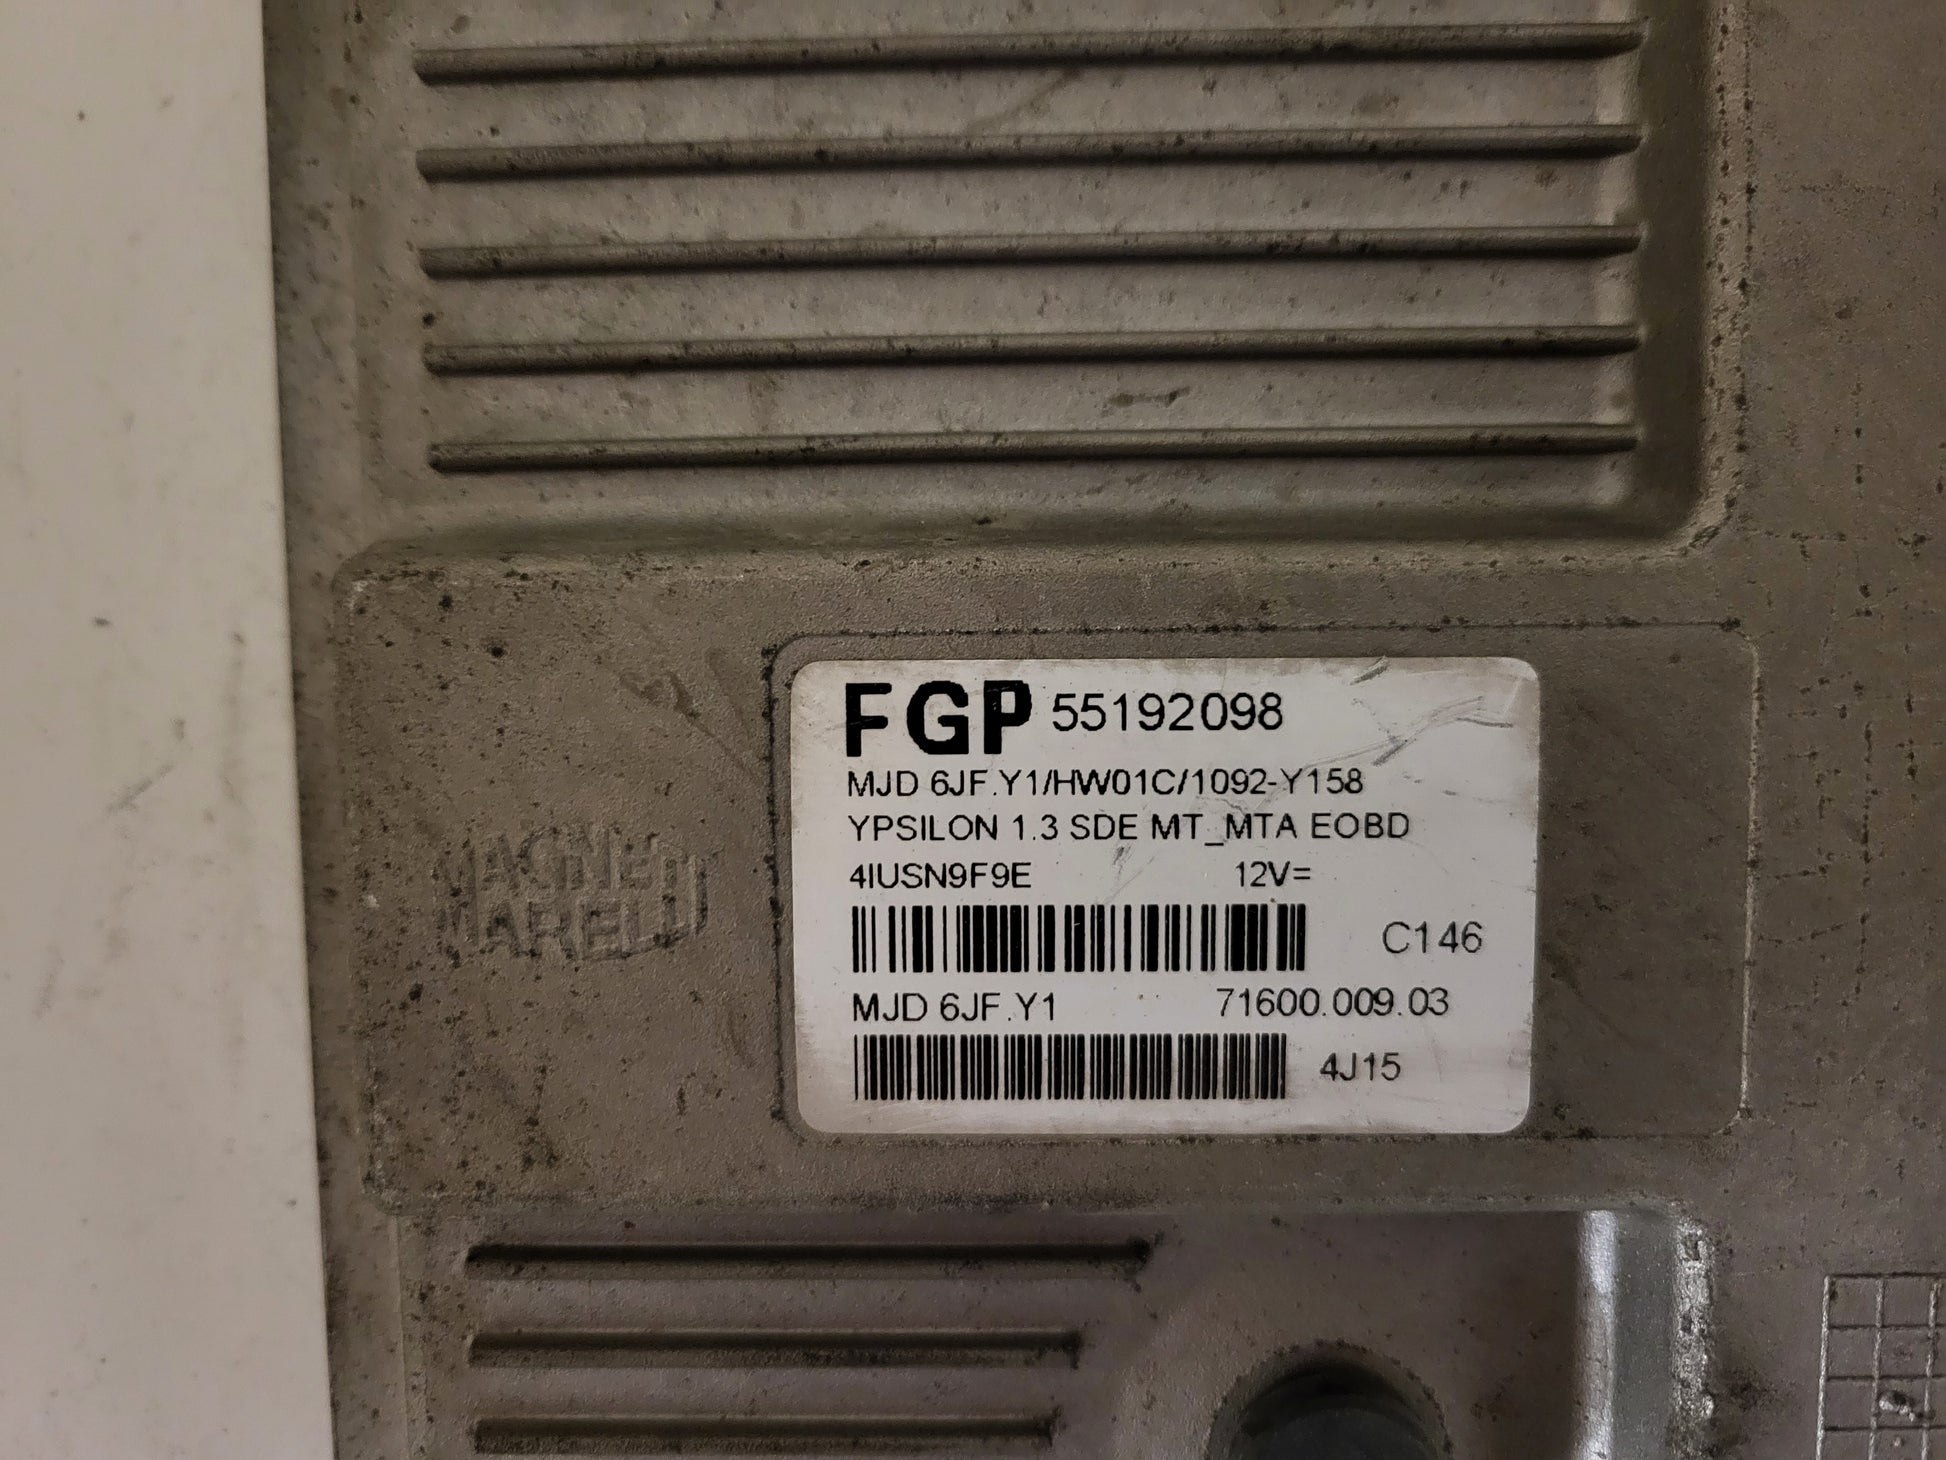 MAGNETI
MARELLI
FGP 55192098
MJD 6JF.Y1/HW01C/1092-Y158
YPSILON 1.3 SDE MT_MTA EOBD
4IUSN9F9E 12V=
C146
MJD 6JF.Y1 71600.009.03
4J15